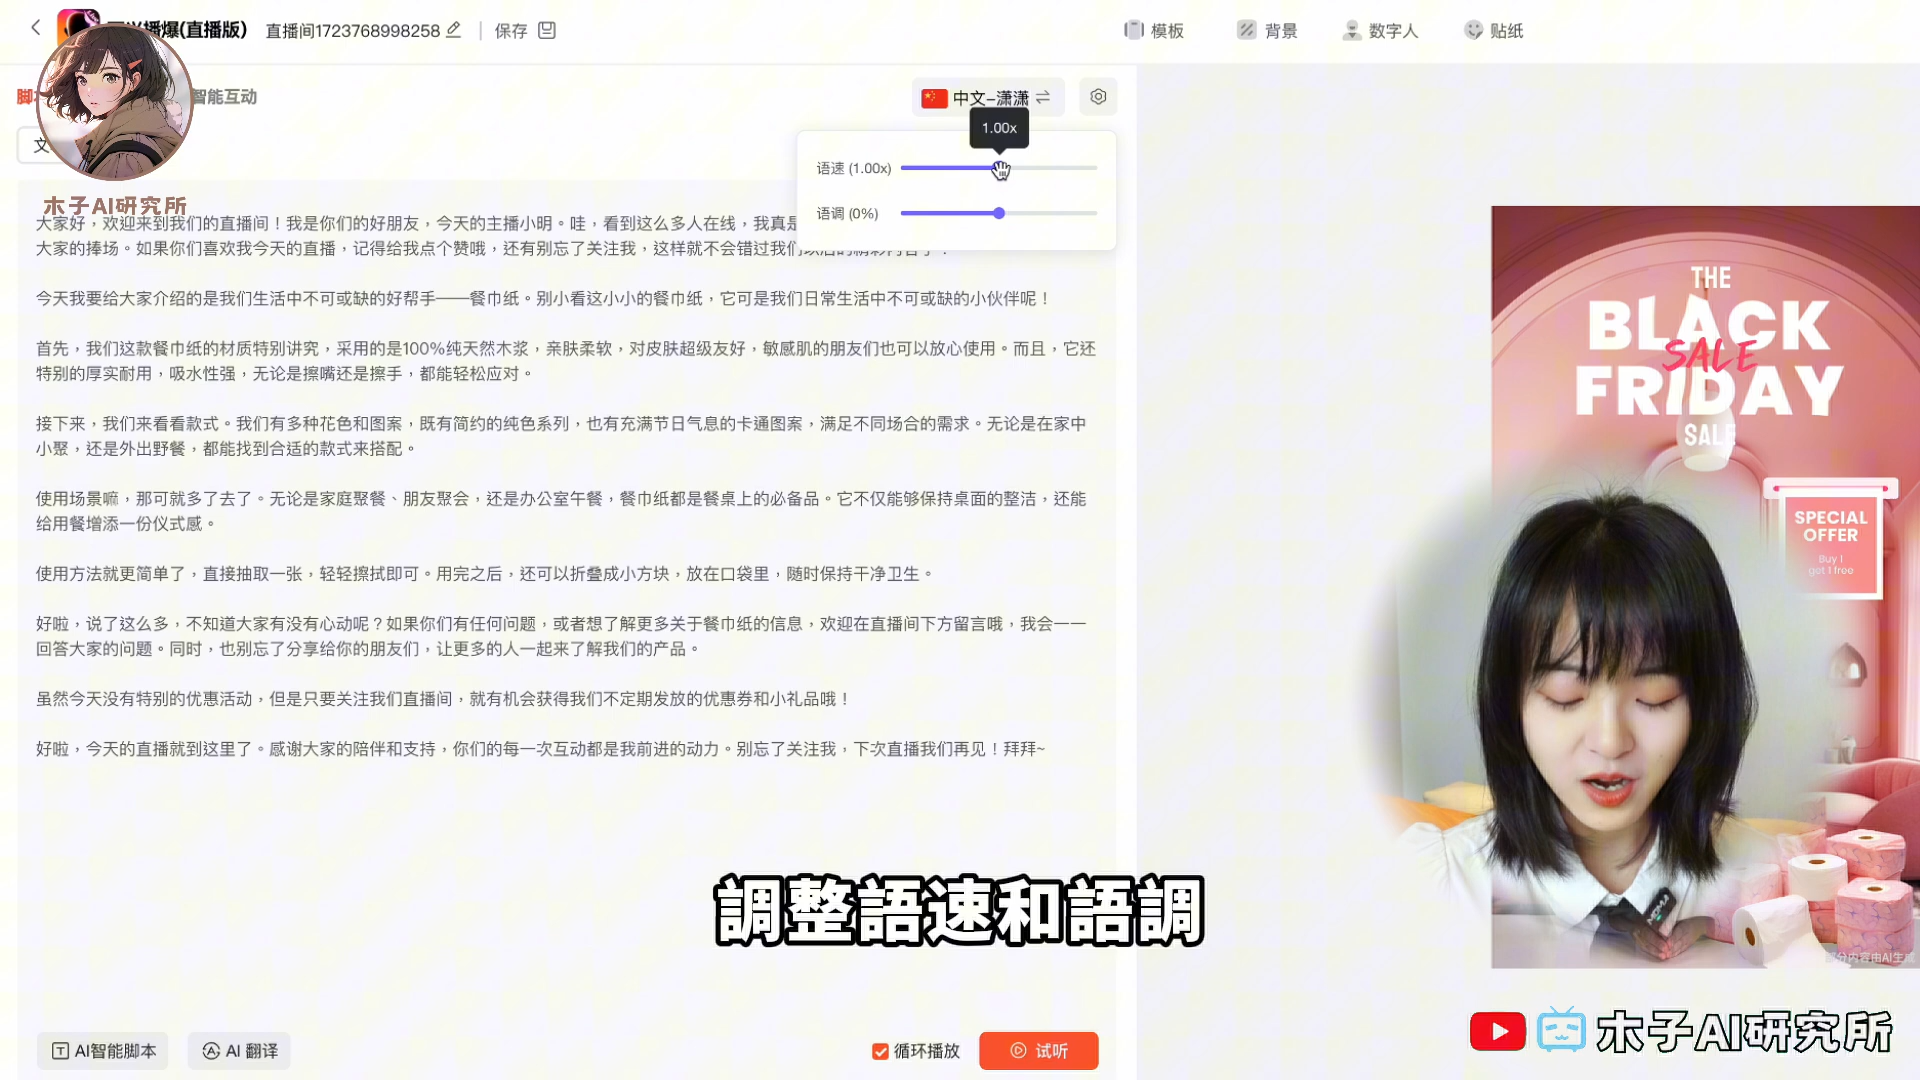 播爆(直播版)
直播间1723768998258
保存
模板
背景
数字人
贴纸
智能互动
中文-潇潇
1.00x
语速 (1.00x)
语调 (0%)
文
木子AI研究所
大家好，欢迎来到我们的直播间！我是你们的好朋友，今天的主播小明。哇，看到这么多人在线，我真是
大家的捧场。如果你们喜欢我今天的直播，记得给我点个赞哦，还有别忘了关注我，这样就不会错过我们以后的精彩内容了！
今天我要给大家介绍的是我们生活中不可或缺的好帮手——餐巾纸。别小看这小小的餐巾纸，它可是我们日常生活中不可或缺的小伙伴呢！
首先，我们这款餐巾纸的材质特别讲究，采用的是100%纯天然木浆，亲肤柔软，对皮肤超级友好，敏感肌的朋友们也可以放心使用。而且，它还
特别的厚实耐用，吸水性强，无论是擦嘴还是擦手，都能轻松应对。
接下来，我们来看看款式。我们有多种花色和图案，既有简约的纯色系列，也有充满节日气息的卡通图案，满足不同场合的需求。无论是在家中
小聚，还是外出野餐，都能找到合适的款式来搭配。
使用场景嘛，那可就多了去了。无论是家庭聚餐、朋友聚会，还是办公室午餐，餐巾纸都是餐桌上的必备品。它不仅能够保持桌面的整洁，还能
给用餐增添一份仪式感。
使用方法就更简单了，直接抽取一张，轻轻擦拭即可。用完之后，还可以折叠成小方块，放在口袋里，随时保持干净卫生。
好啦，说了这么多，不知道大家有没有心动呢？如果你们有任何问题，或者想了解更多关于餐巾纸的信息，欢迎在直播间下方留言哦，我会一一
回答大家的问题。同时，也别忘了分享给你的朋友们，让更多的人一起来了解我们的产品。
虽然今天没有特别的优惠活动，但是只要关注我们直播间，就有机会获得我们不定期发放的优惠券和小礼品哦！
好啦，今天的直播就到这里了。感谢大家的陪伴和支持，你们的每一次互动都是我前进的动力。别忘了关注我，下次直播我们再见！拜拜~
THE
BLACK
SALE
FRIDAY
SALE
SPECIAL
OFFER
Buy 1
get 1 free
部分内容由AI生成
調整語速和語調
AI智能脚本
AI 翻译
循环播放
试听
木子AI研究所